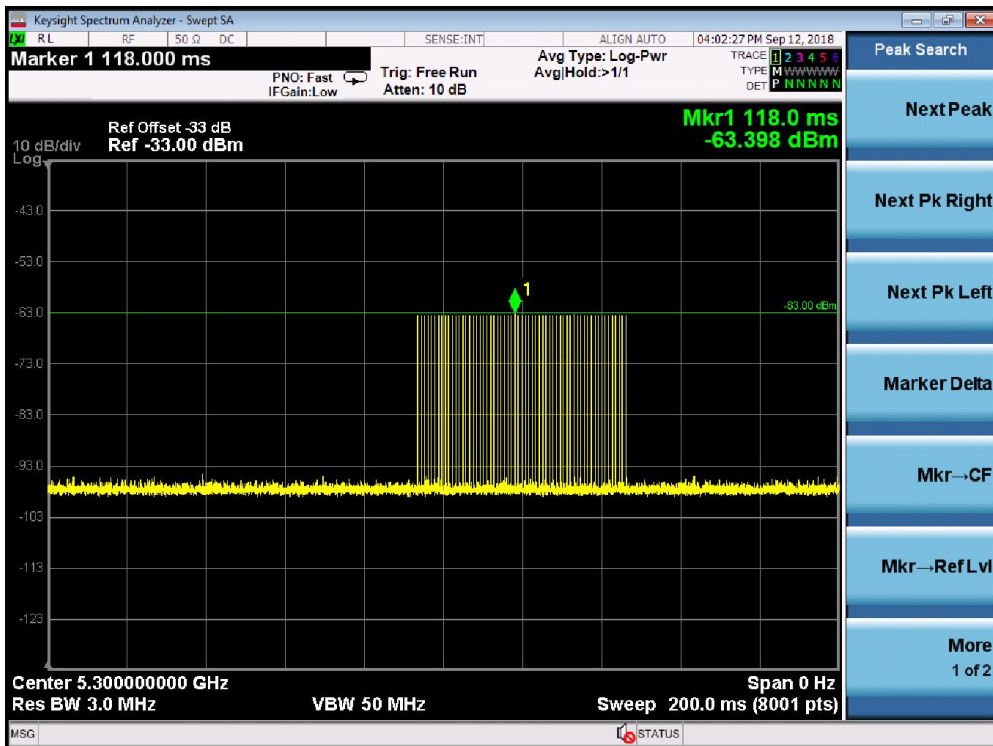 Keysight Spectrum Analyzer - Swept SA
LXI RL RF 50 Ω DC SENSE:INT ALIGN AUTO 04:02:27 PM Sep 12, 2018
Marker 1 118.000 ms
PNO: Fast
IFGain:Low
Trig: Free Run
Atten: 10 dB
Avg Type: Log-Pwr
Avg|Hold:>1/1
TRACE 1 2 3 4 5 6
TYPE M W W W W W
DET P N N N N N
Mkr1 118.0 ms
-63.398 dBm
10 dB/div
Log
Ref Offset -33 dB
Ref -33.00 dBm
-43.0
-53.0
1
-63.0
-63.00 dBm
-73.0
-83.0
-93.0
-103
-113
-123
Center 5.300000000 GHz
Span 0 Hz
Res BW 3.0 MHz
VBW 50 MHz
Sweep 200.0 ms (8001 pts)
MSG
STATUS
Peak Search
Next Peak
Next Pk Right
Next Pk Left
Marker Delta
Mkr→CF
Mkr→Ref Lvl
More
1 of 2